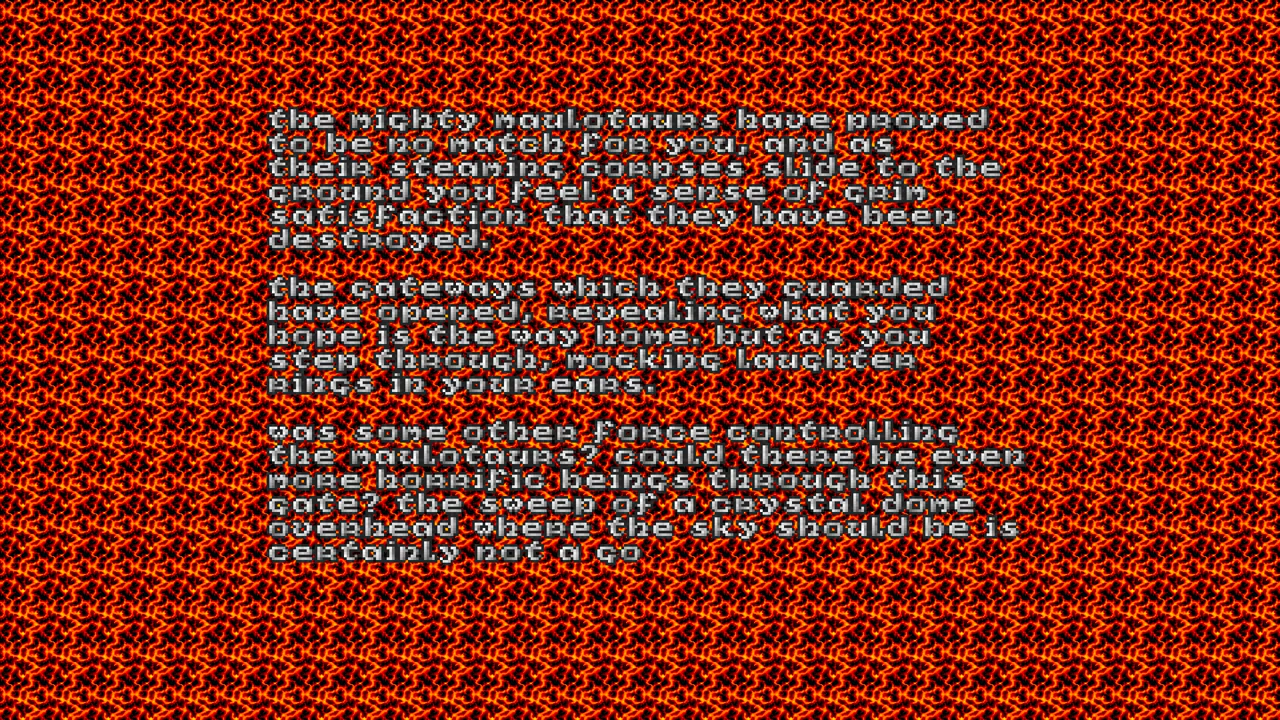 the mighty maulotaurs have proved
to be no match for you, and as
their steaming corpses slide to the
ground you feel a sense of grim
satisfaction that they have been
destroyed.

the gateways which they guarded
have opened, revealing what you
hope is the way home. but as you
step through, mocking laughter
rings in your ears.

was some other force controlling
the maulotaurs? could there be even
more horrific beings through this
gate? the sweep of a crystal dome
overhead where the sky should be is
certainly not a go